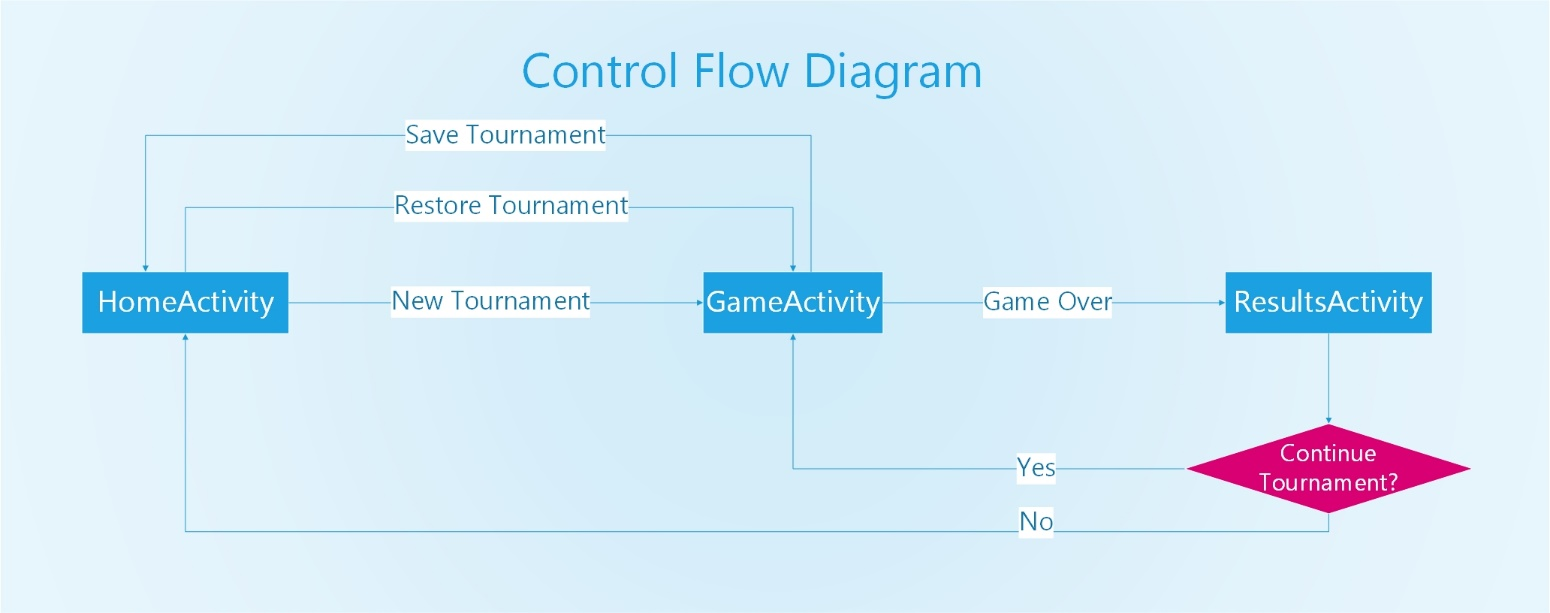 Control Flow Diagram
Save Tournament
Restore Tournament
HomeActivity
New Tournament
GameActivity
Game Over
ResultsActivity
Continue
Tournament?
Yes
No